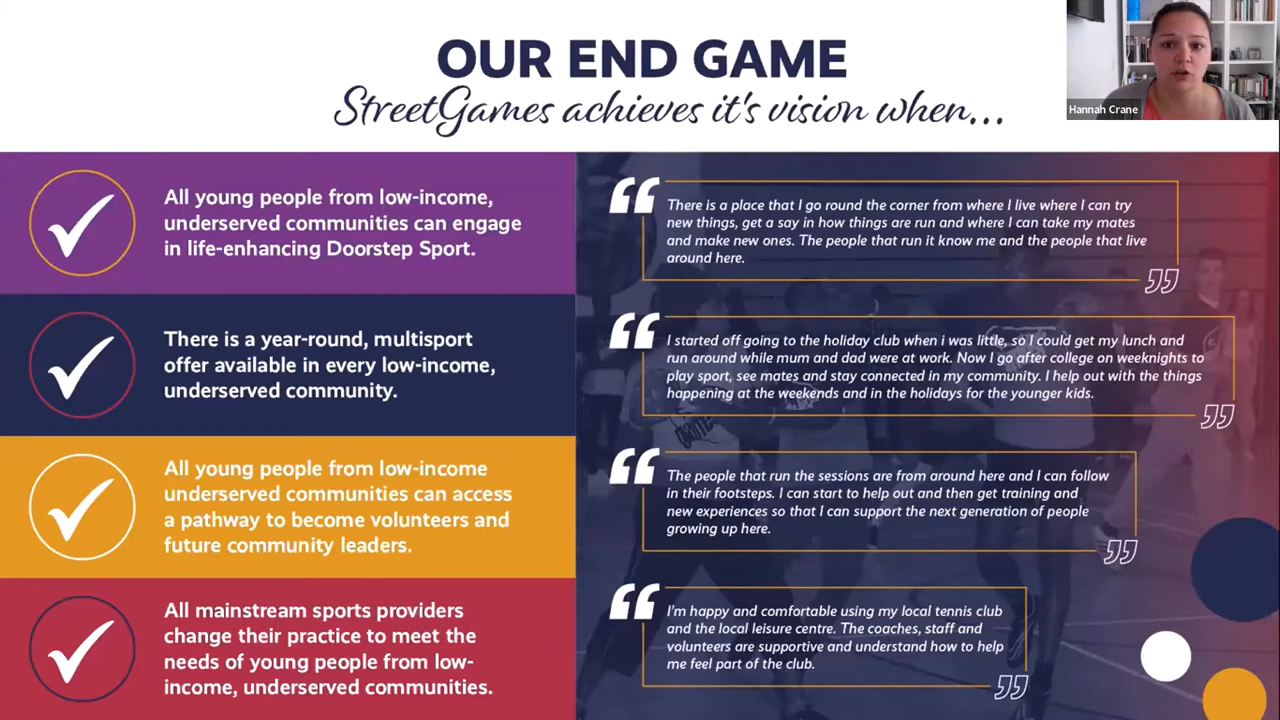 OUR END GAME
StreetGames achieves it's vision when...
Hannah Crane
All young people from low-income,
underserved communities can engage
in life-enhancing Doorstep Sport.
There is a place that I go round the corner from where I live where I can try
new things, get a say in how things are run and where I can take my mates
and make new ones. The people that run it know me and the people that live
around here.
There is a year-round, multisport
offer available in every low-income,
underserved community.
I started off going to the holiday club when i was little, so I could get my lunch and
run around while mum and dad were at work. Now I go after college on weeknights to
play sport, see mates and stay connected in my community. I help out with the things
happening at the weekends and in the holidays for the younger kids.
All young people from low-income
underserved communities can access
a pathway to become volunteers and
future community leaders.
The people that run the sessions are from around here and I can follow
in their footsteps. I can start to help out and then get training and
new experiences so that I can support the next generation of people
growing up here.
All mainstream sports providers
change their practice to meet the
needs of young people from low-
income, underserved communities.
I'm happy and comfortable using my local tennis club
and the local leisure centre. The coaches, staff and
volunteers are supportive and understand how to help
me feel part of the club.